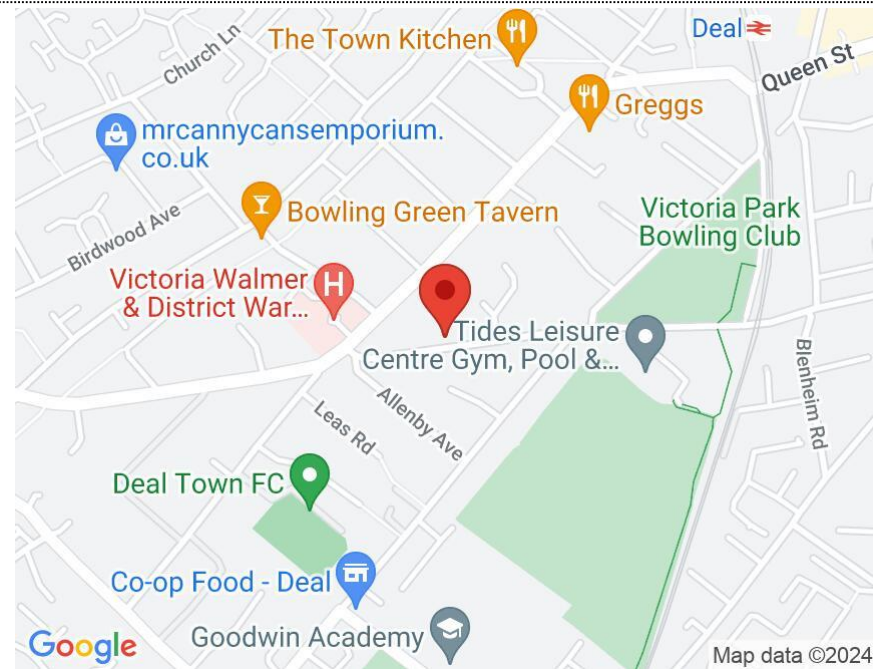 The Town Kitchen
Deal
Church Ln
Queen St
Greggs
mrcannycansemporium.
co.uk
Bowling Green Tavern
Victoria Park
Bowling Club
Birdwood Ave
Victoria Walmer
& District War...
Tides Leisure
Centre Gym, Pool &...
Blenheim Rd
Allenby Ave
Leas Rd
Deal Town FC
Co-op Food - Deal
Goodwin Academy
Google
Map data ©2024
H